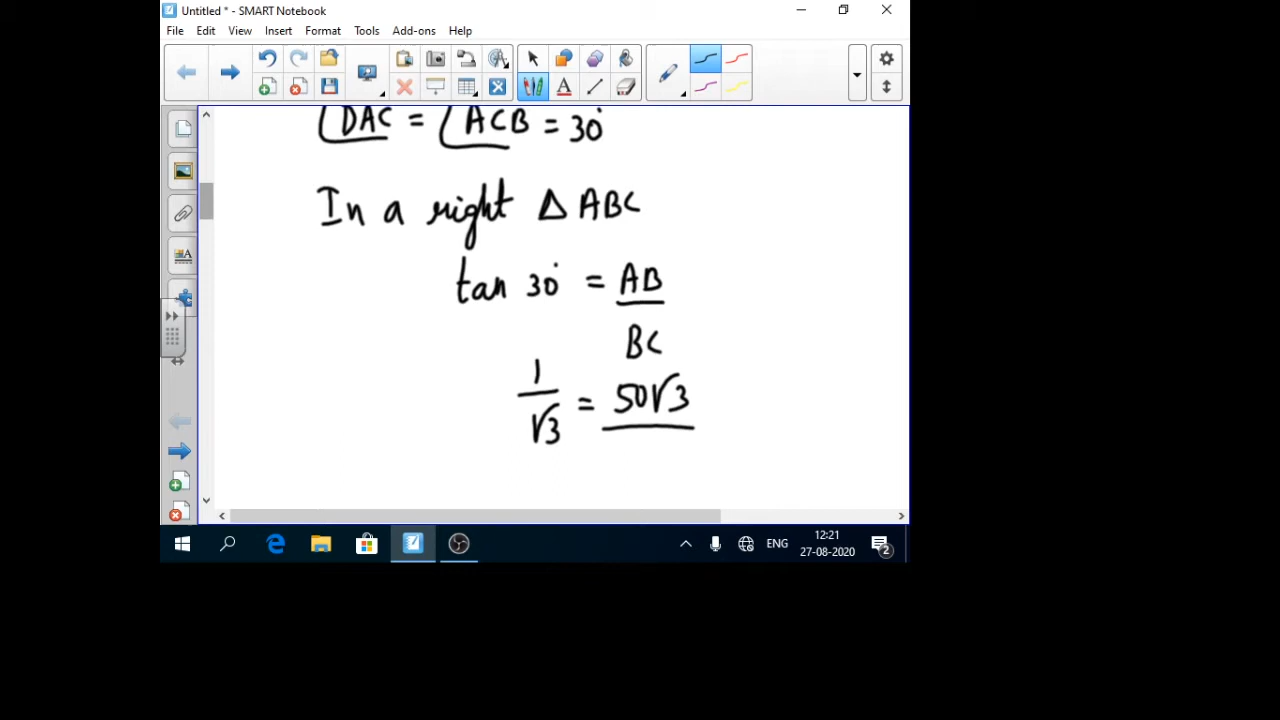 Untitled * - SMART Notebook
File Edit View Insert Format Tools Add-ons Help
∠DAC = ∠ACB = 30°
In a right Δ ABC
tan 30° = AB
BC
1
√3 = 50√3
ENG
12:21
27-08-2020
2